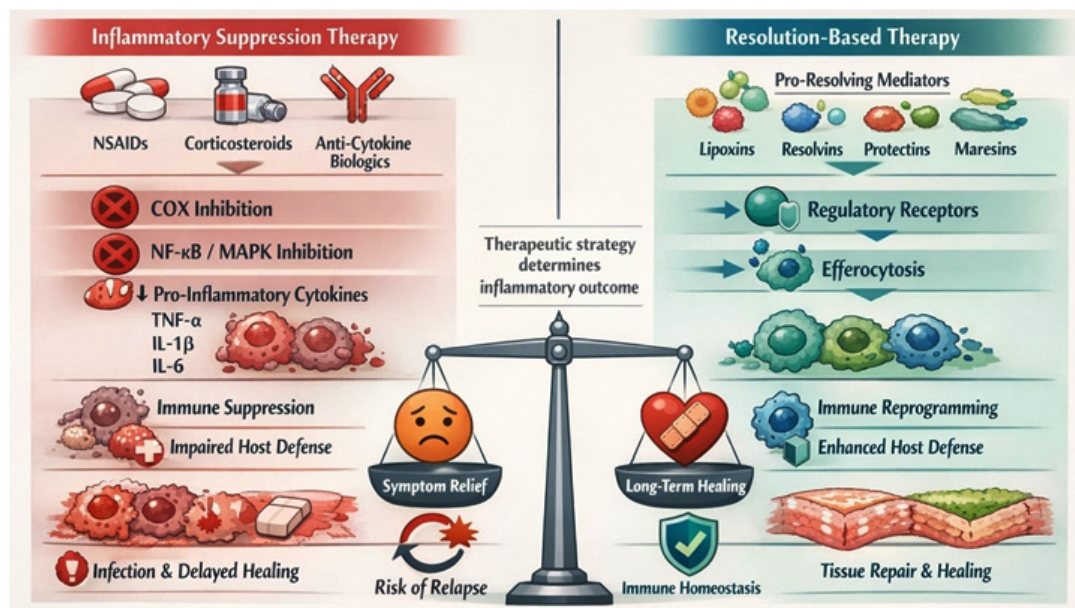 Inflammatory Suppression Therapy
NSAIDs
Corticosteroids
Anti-Cytokine
Biologics
COX Inhibition
NF-κB / MAPK Inhibition
↓ Pro-Inflammatory Cytokines
TNF-α
IL-1β
IL-6
Immune Suppression
Impaired Host Defense
Infection & Delayed Healing
Therapeutic strategy
determines
inflammatory outcome
Symptom Relief
Long-Term Healing
Risk of Relapse
Immune Homeostasis
Resolution-Based Therapy
Pro-Resolving Mediators
Lipoxins
Resolvins
Protectins
Maresins
Regulatory Receptors
Efferocytosis
Immune Reprogramming
Enhanced Host Defense
Tissue Repair & Healing